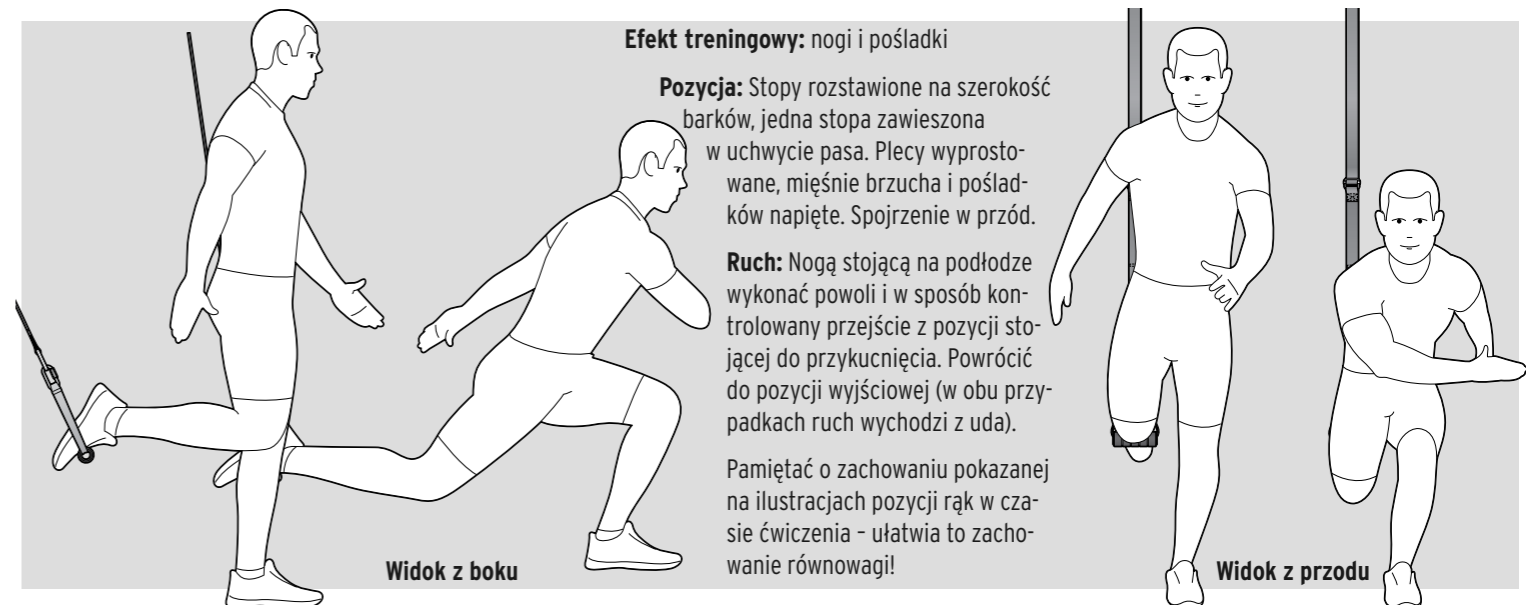 Efekt treningowy: nogi i pośladki
Pozycja: Stopy rozstawione na szerokość
barków, jedna stopa zawieszona
w uchwycie pasa. Plecy wyprosto-
wane, mięśnie brzucha i poślad-
ków napięte. Spojrzenie w przód.
Ruch: Nogą stojącą na podłodze
wykonać powoli i w sposób kon-
trolowany przejście z pozycji sto-
jącej do przykucnięcia. Powrócić
do pozycji wyjściowej (w obu przy-
padkach ruch wychodzi z uda).
Pamiętać o zachowaniu pokazanej
na ilustracjach pozycji rąk w cza-
sie ćwiczenia – ułatwia to zacho-
wanie równowagi!
Widok z boku
Widok z przodu